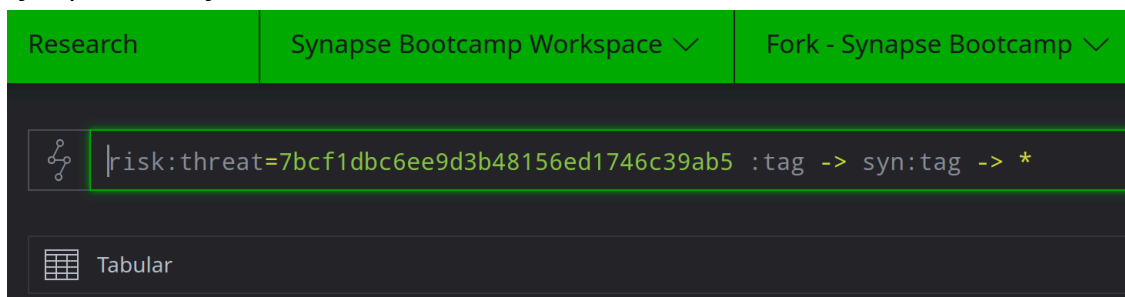 Research
Synapse Bootcamp Workspace
Fork - Synapse Bootcamp
risk:threat=7bcf1dbc6ee9d3b48156ed1746c39ab5 :tag -> syn:tag -> *
Tabular